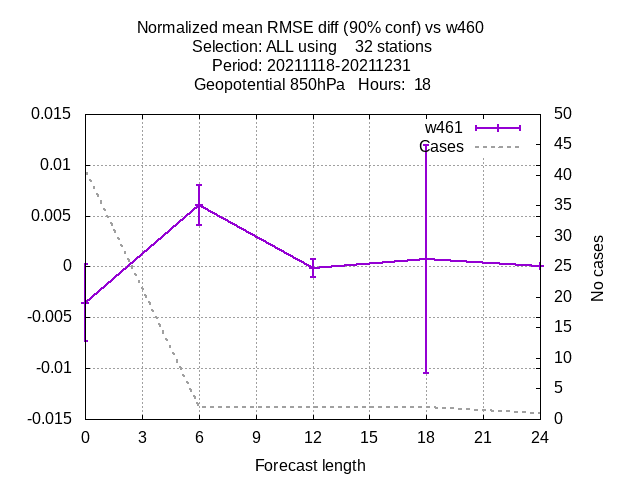 Normalized mean RMSE diff (90% conf) vs w460
Selection: ALL using 32 stations
Period: 20211118-20211231
Geopotential 850hPa Hours: 18
0.015
0.01
0.005
0
-0.005
-0.01
-0.015
w461
Cases
50
45
40
35
30
25
20
15
10
5
0
No cases
0 3 6 9 12 15 18 21 24
Forecast length